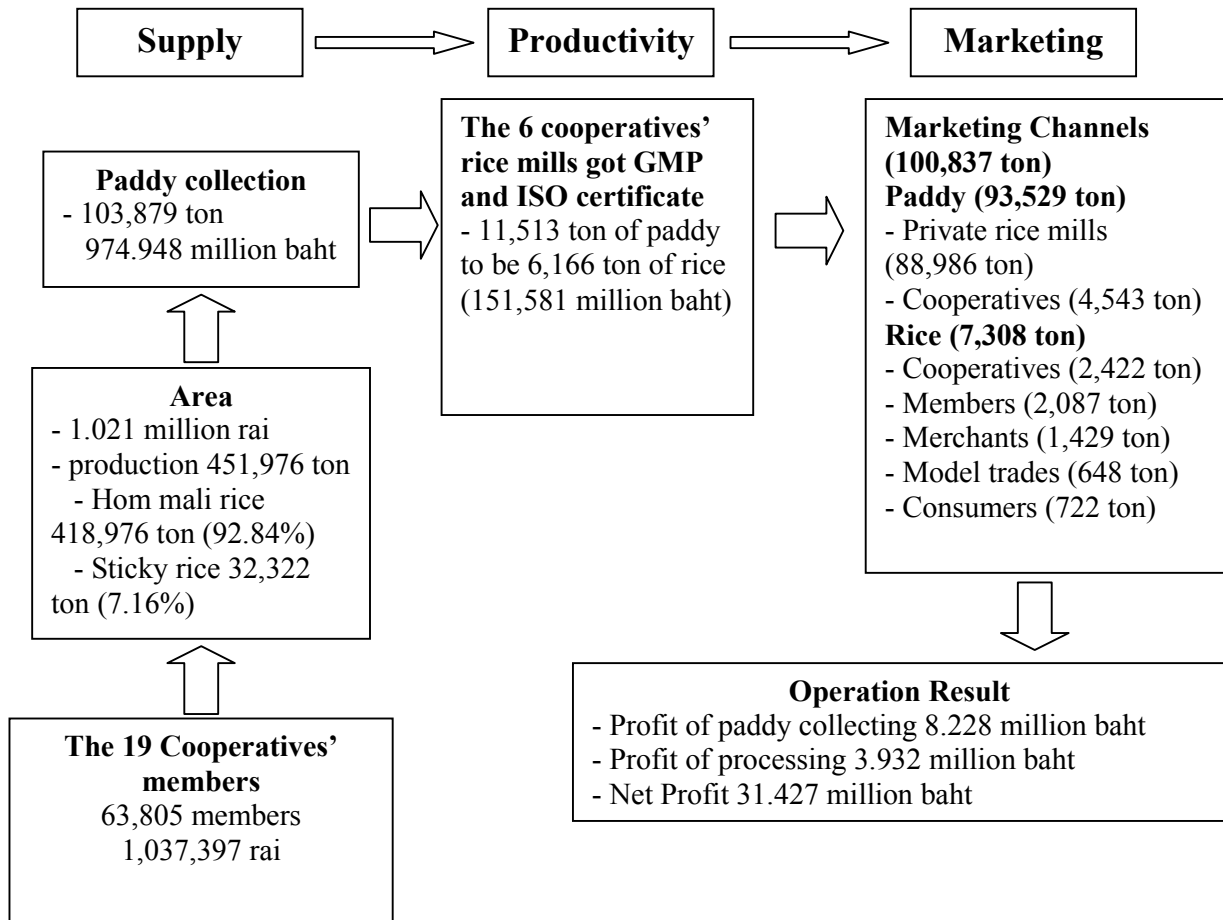 Supply
Productivity
Marketing
Paddy collection
- 103,879 ton
974.948 million baht
Area
- 1.021 million rai
- production 451,976 ton
- Hom mali rice
418,976 ton (92.84%)
- Sticky rice 32,322
ton (7.16%)
The 19 Cooperatives’
members
63,805 members
1,037,397 rai
The 6 cooperatives’
rice mills got GMP
and ISO certificate
- 11,513 ton of paddy
to be 6,166 ton of rice
(151,581 million baht)
Marketing Channels
(100,837 ton)
Paddy (93,529 ton)
- Private rice mills
(88,986 ton)
- Cooperatives (4,543 ton)
Rice (7,308 ton)
- Cooperatives (2,422 ton)
- Members (2,087 ton)
- Merchants (1,429 ton)
- Model trades (648 ton)
- Consumers (722 ton)
Operation Result
- Profit of paddy collecting 8.228 million baht
- Profit of processing 3.932 million baht
- Net Profit 31.427 million baht